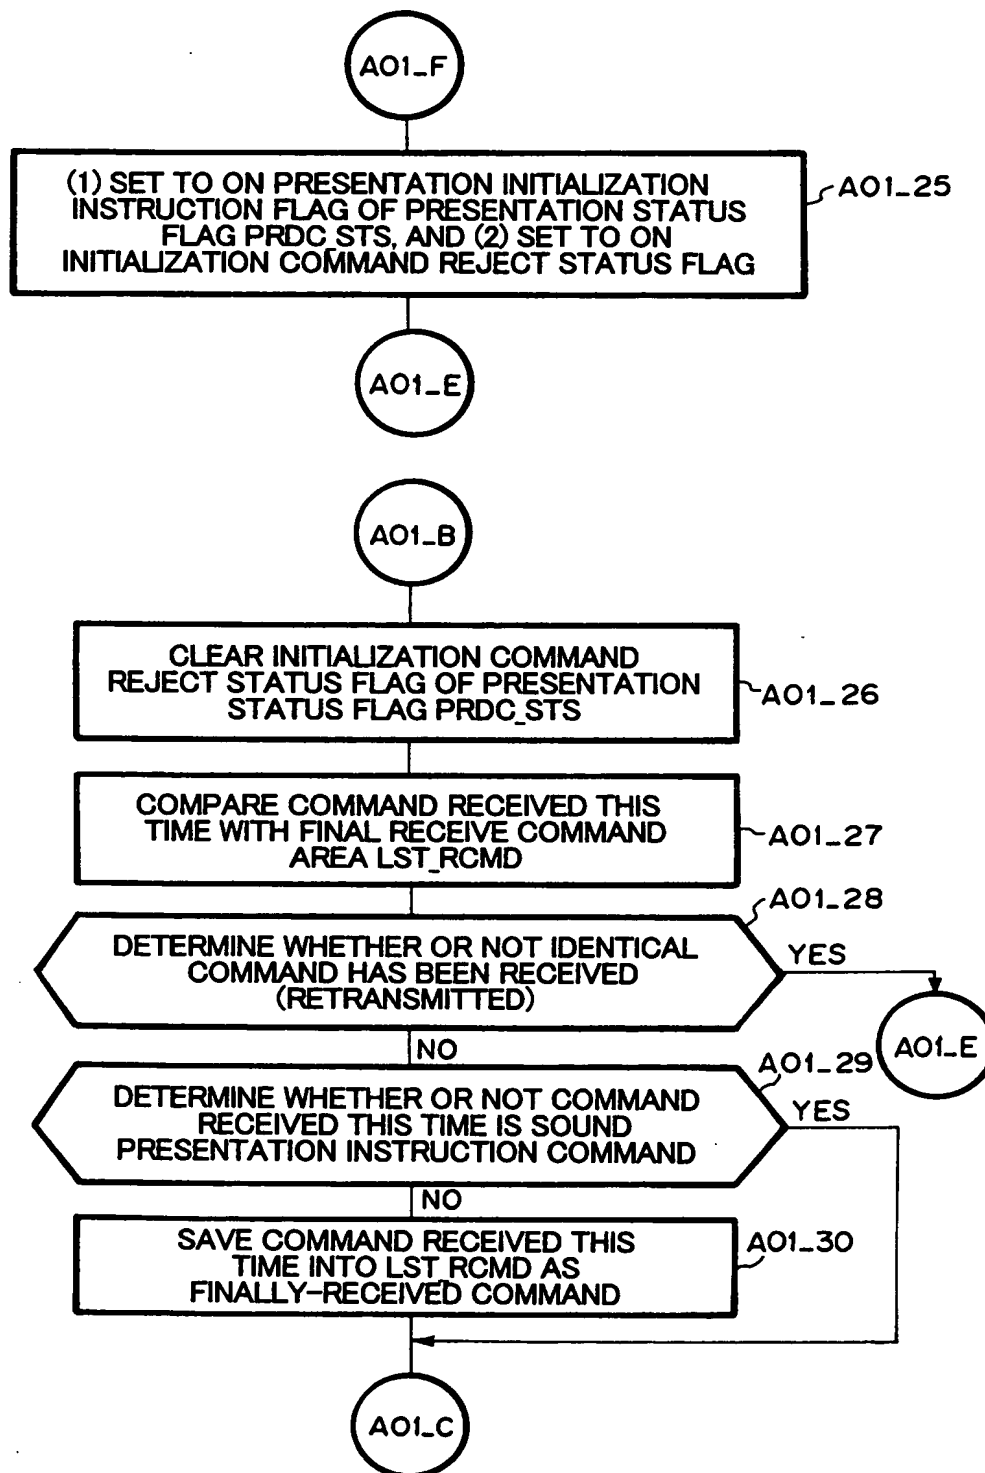 A01_F
(1) SET TO ON PRESENTATION INITIALIZATION
INSTRUCTION FLAG OF PRESENTATION STATUS
FLAG PRDC_STS, AND (2) SET TO ON
INITIALIZATION COMMAND REJECT STATUS FLAG
A01_25
A01_E
A01_B
CLEAR INITIALIZATION COMMAND
REJECT STATUS FLAG OF PRESENTATION
STATUS FLAG PRDC_STS
A01_26
COMPARE COMMAND RECEIVED THIS
TIME WITH FINAL RECEIVE COMMAND
AREA LST_RCMD
A01_27
A01_28
DETERMINE WHETHER OR NOT IDENTICAL
COMMAND HAS BEEN RECEIVED
(RETRANSMITTED)
YES
A01_E
NO
A01_29
DETERMINE WHETHER OR NOT COMMAND
RECEIVED THIS TIME IS SOUND
PRESENTATION INSTRUCTION COMMAND
YES
NO
SAVE COMMAND RECEIVED THIS
TIME INTO LST_RCMD AS
FINALLY-RECEIVED COMMAND
A01_30
A01_C